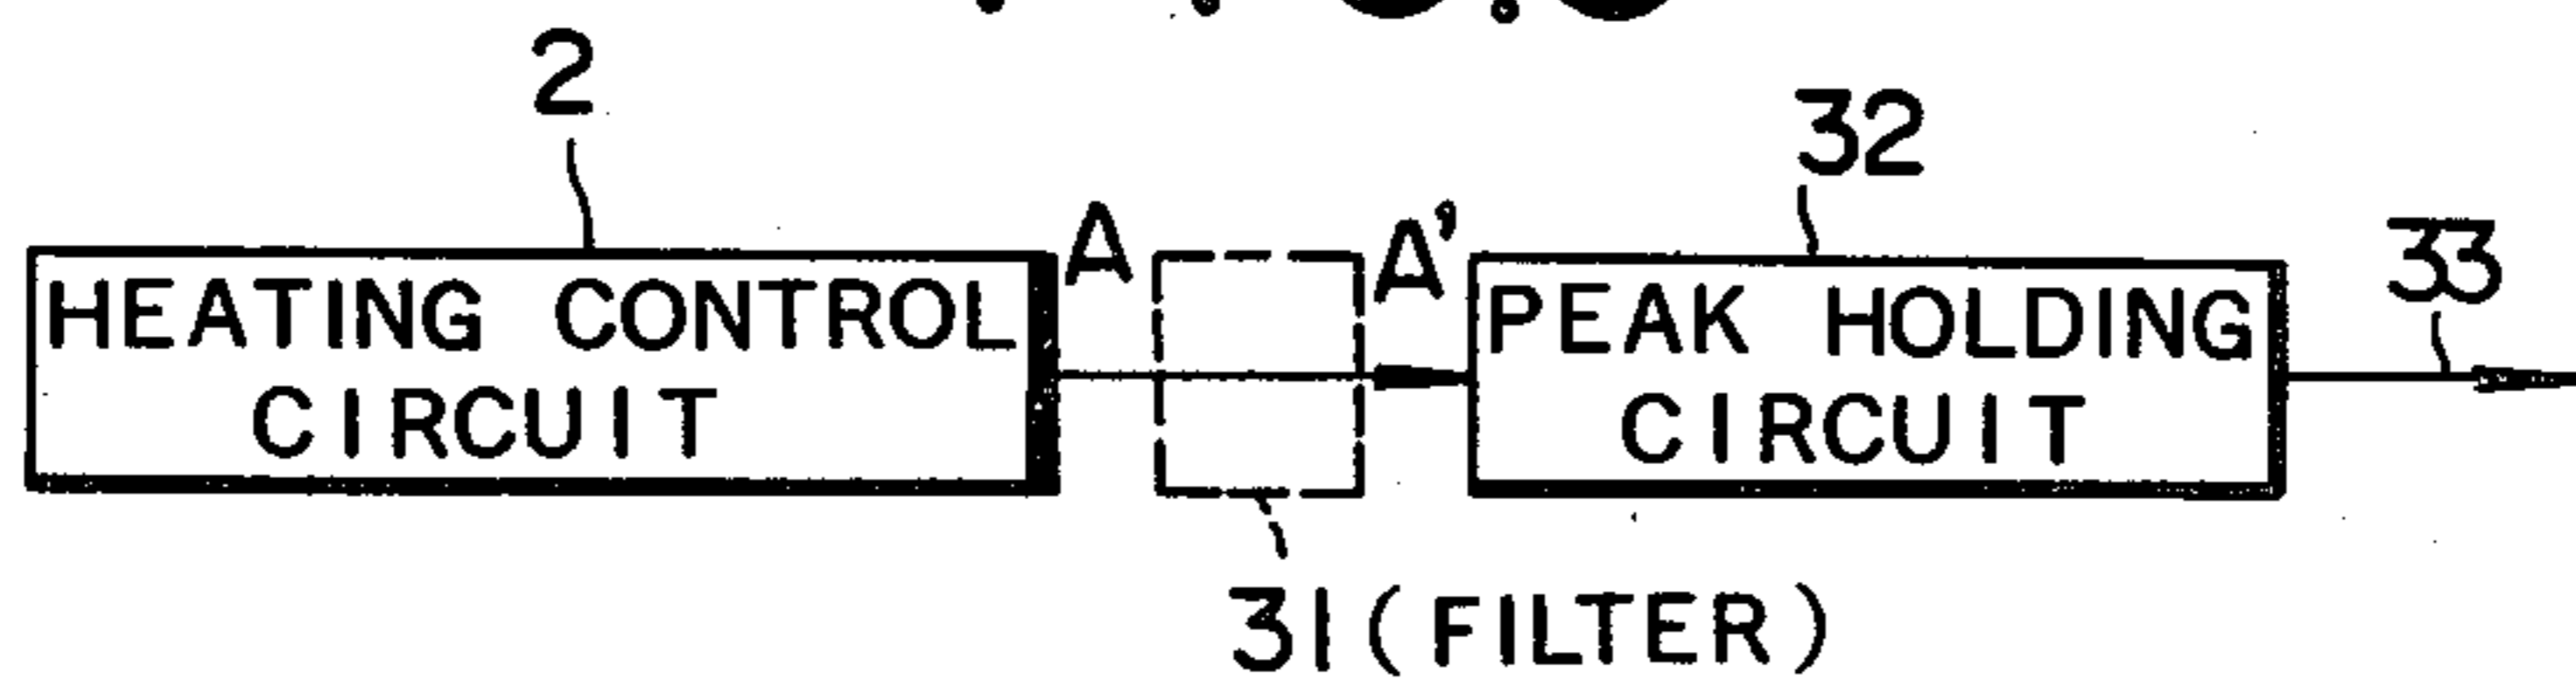 2
32
A
A'
33
HEATING CONTROL
CIRCUIT
PEAK HOLDING
CIRCUIT
31 (FILTER)